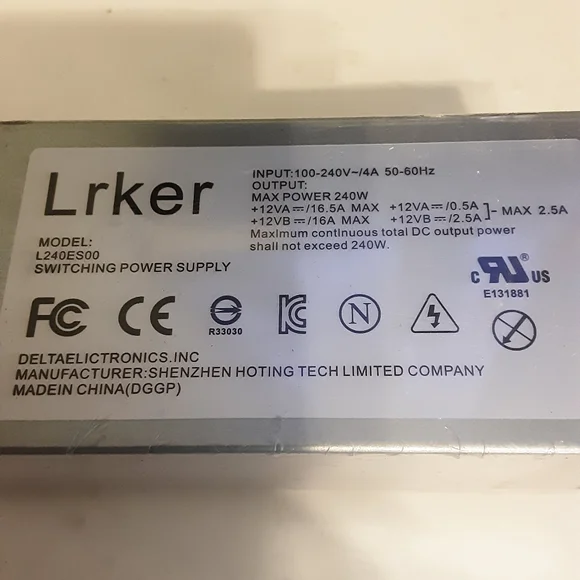 Lrker
MODEL:
L240ES00
SWITCHING POWER SUPPLY
INPUT:100-240V~/4A 50-60Hz
OUTPUT:
MAX POWER 240W
+12VA⎓/16.5A MAX +12VA⎓/0.5A
+12VB⎓/16A MAX +12VB⎓/2.5A ]- MAX 2.5A
Maximum continuous total DC output power
shall not exceed 240W.
c RU US
E131881
FC CE
R33030
N
DELTAELICTRONICS.INC
MANUFACTURER:SHENZHEN HOTING TECH LIMITED COMPANY
MADEIN CHINA(DGGP)